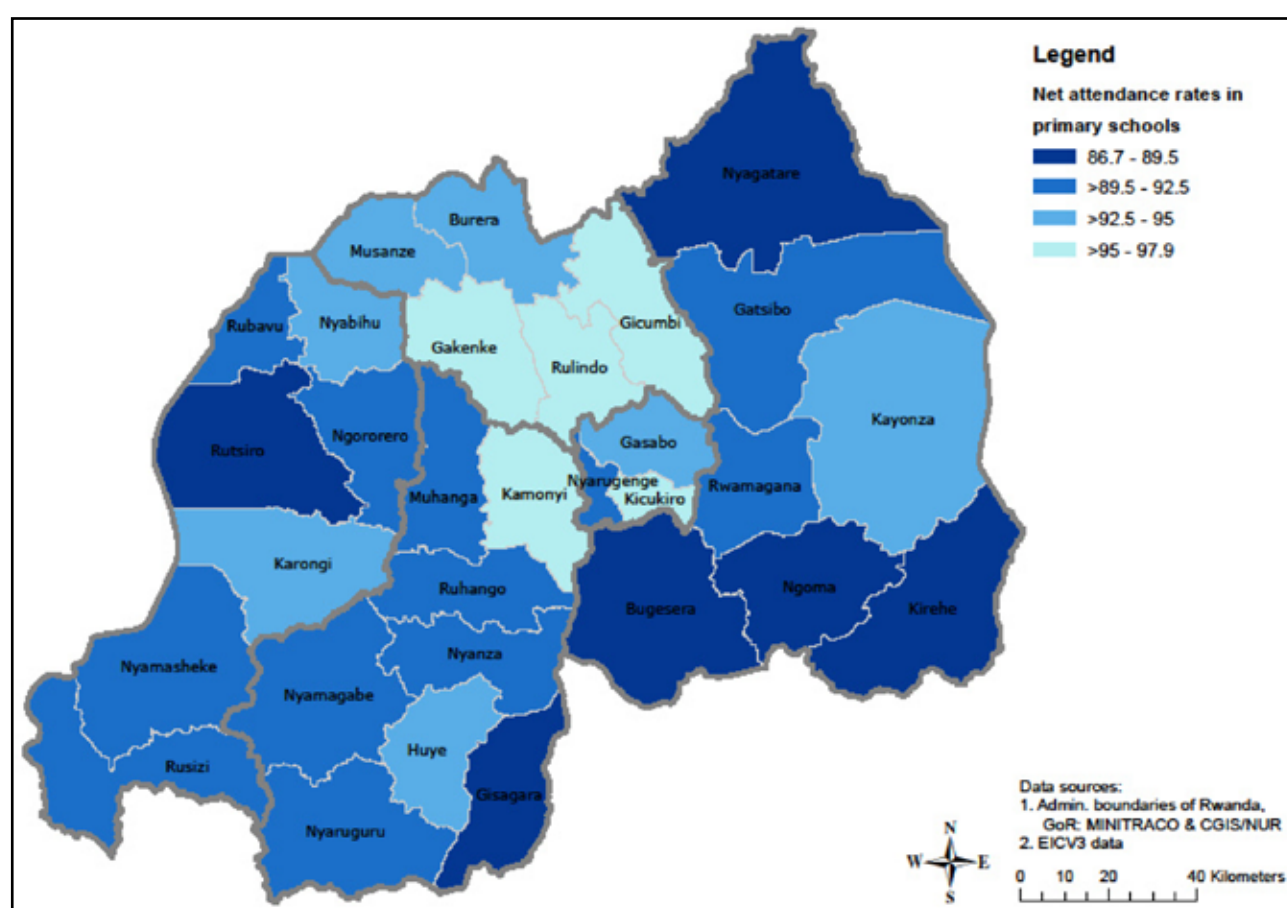 Legend
Net attendance rates in
primary schools
86.7 - 89.5
>89.5 - 92.5
>92.5 - 95
>95 - 97.9
Nyagatare
Burera
Musanze
Gatsibo
Gicumbi
Rubavu
Nyabihu
Gakenke
Rulindo
Kayonza
Rutsiro
Ngororero
Gasabo
Nyarugenge
Rwamagana
Muhanga
Kamonyi
Kicukiro
Karongi
Ruhango
Ngoma
Bugesera
Kirehe
Nyamasheke
Nyanza
Nyamagabe
Huye
Rusizi
Gisagara
Nyaruguru
Data sources:
1. Admin. boundaries of Rwanda,
GoR: MINITRACO & CGIS/NUR
2. EICV3 data
N
W E
S
0 10 20 40 Kilometers